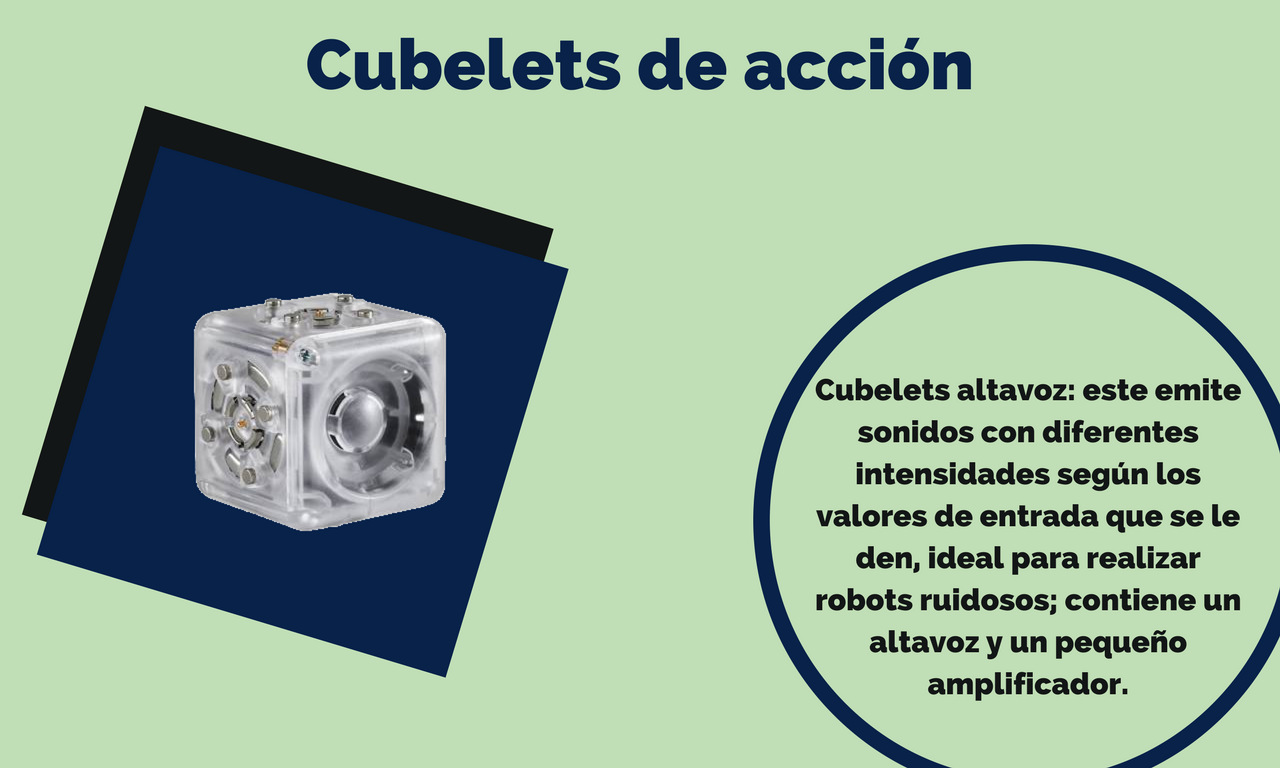 Cubelets de acción
Cubelets altavoz: este emite
sonidos con diferentes
intensidades según los
valores de entrada que se le
den, ideal para realizar
robots ruidosos; contiene un
altavoz y un pequeño
amplificador.